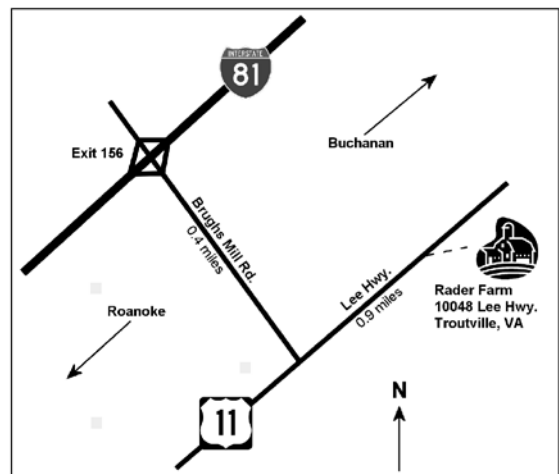 INTERSTATE
81
Exit 156
Buchanan
Brughs Mill Rd.
0.4 miles
Lee Hwy.
0.9 miles
Rader Farm
10048 Lee Hwy.
Troutville, VA
Roanoke
11
N